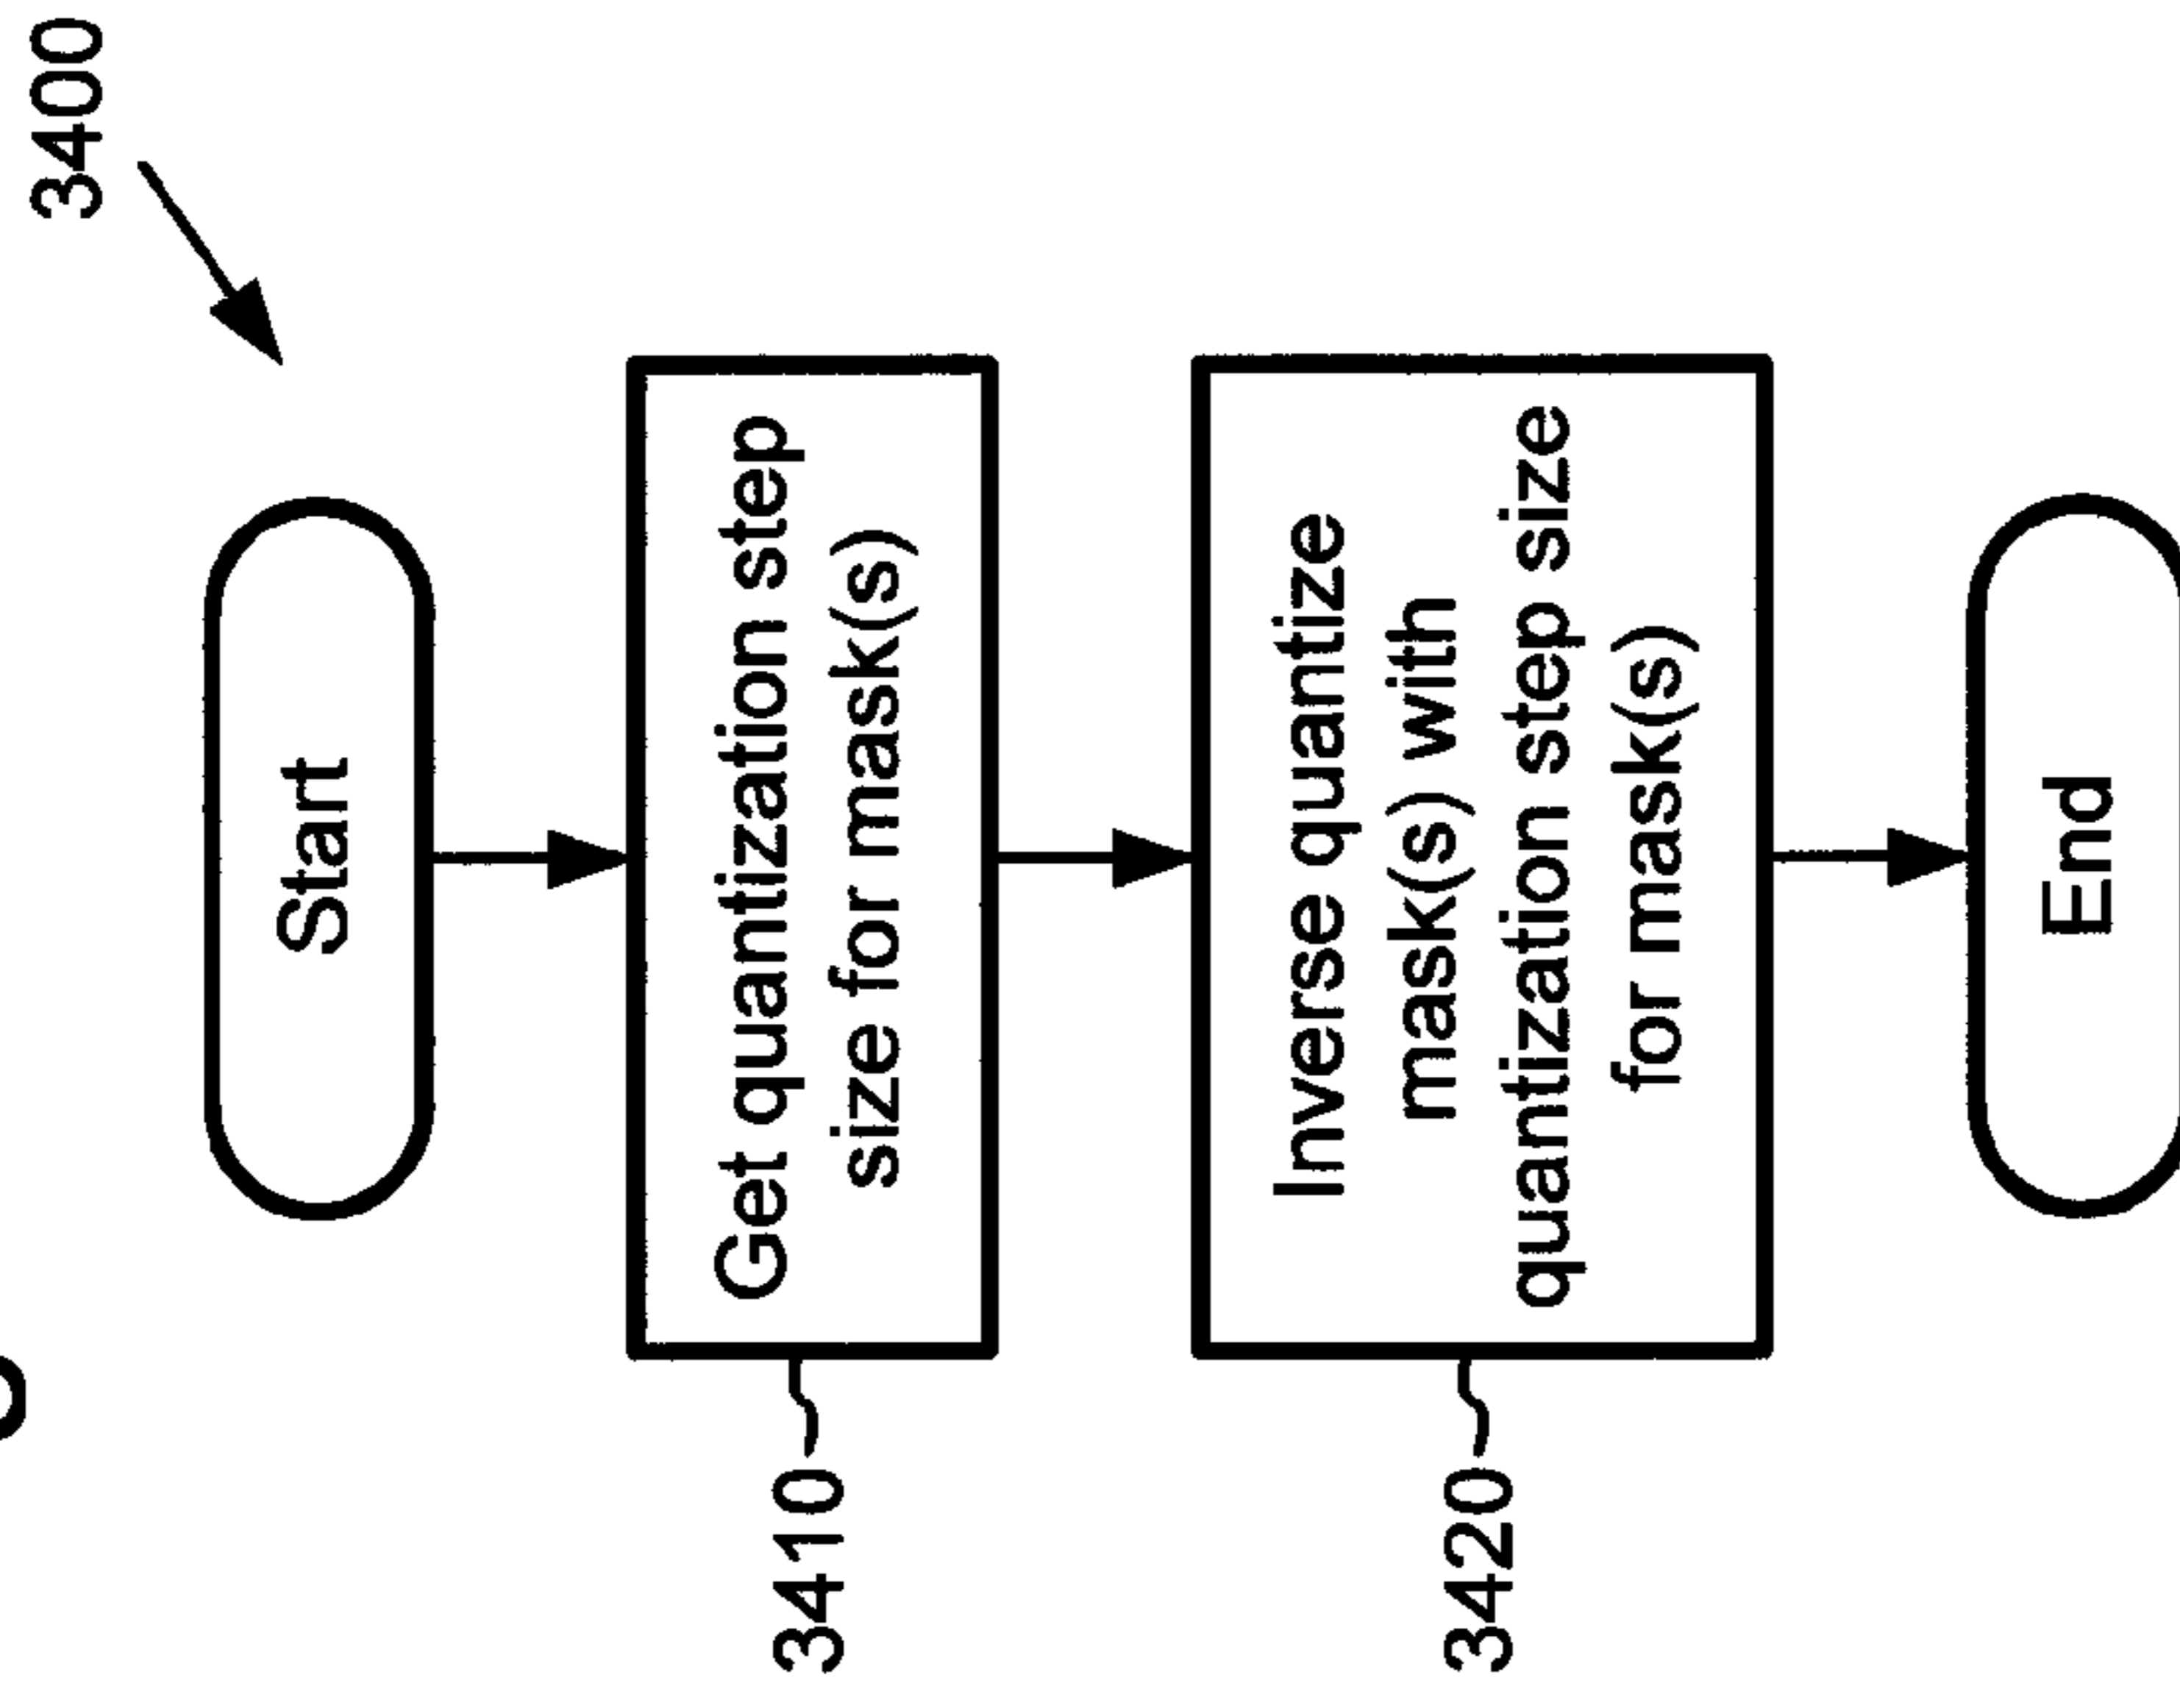 3400
Start
Get quantization step
size for mask(s)
3410
Inverse quantize
mask(s) with
quantization step size
for mask(s)
3420
End